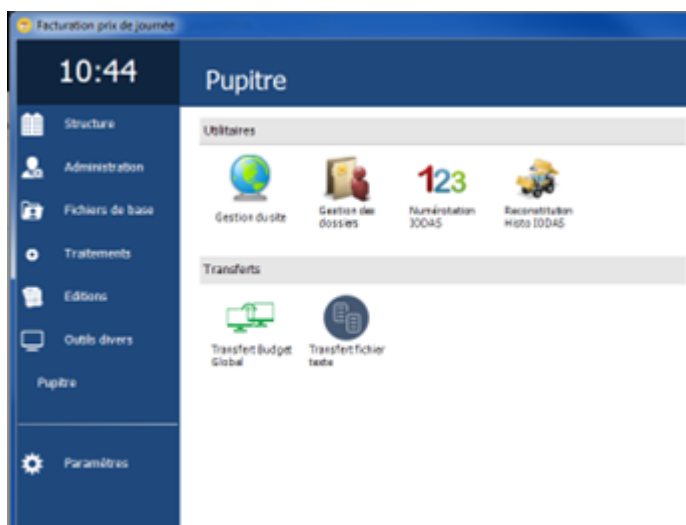 Facturation prix de journée
10:44
Pupitre
Structure
Administration
Fichiers de base
Traitements
Editions
Outils divers
Pupitre
Paramètres
Utilitaires
Gestion du site
Gestion des
dossiers
123
Numérotation
IODAS
Reconstitution
Histo IODAS
Transferts
Transfert Budget
Global
Transfert fichier
texte